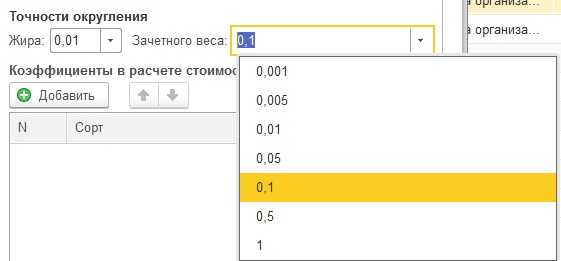 Точности округления
а организа...
Жира: 0,01 Зачетного веса: 0,1
а организа...
Коэффициенты в расчете стоимос
Добавить
N Сорт
0,001
0,005
0,01
0,05
0,1
0,5
1